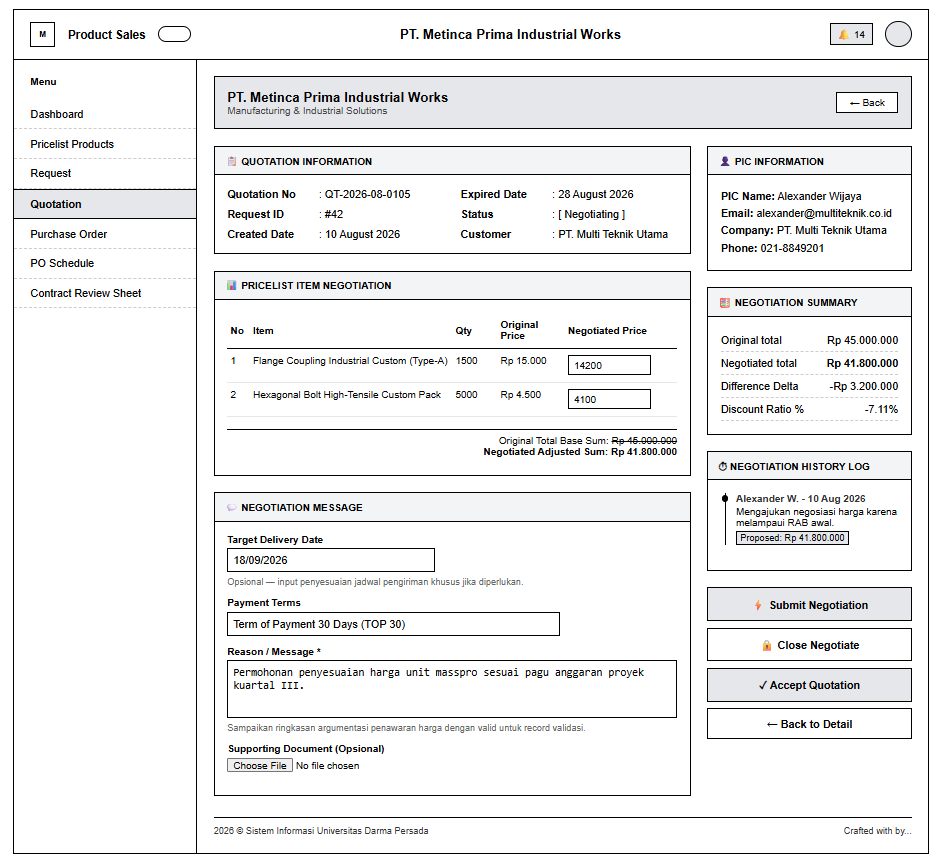 M Product Sales
PT. Metinca Prima Industrial Works
14
Menu
Dashboard
Pricelist Products
Request
Quotation
Purchase Order
PO Schedule
Contract Review Sheet
PT. Metinca Prima Industrial Works
Manufacturing & Industrial Solutions
← Back
QUOTATION INFORMATION
Quotation No : QT-2026-08-0105 Expired Date : 28 August 2026
Request ID : #42 Status : [ Negotiating ]
Created Date : 10 August 2026 Customer : PT. Multi Teknik Utama
PRICELIST ITEM NEGOTIATION
No Item Qty Original Price Negotiated Price
1 Flange Coupling Industrial Custom (Type-A) 1500 Rp 15.000 14200
2 Hexagonal Bolt High-Tensile Custom Pack 5000 Rp 4.500 4100
Original Total Base Sum: Rp 45.000.000
Negotiated Adjusted Sum: Rp 41.800.000
NEGOTIATION MESSAGE
Target Delivery Date
18/09/2026
Opsional — input penyesuaian jadwal pengiriman khusus jika diperlukan.
Payment Terms
Term of Payment 30 Days (TOP 30)
Reason / Message *
Permohonan penyesuaian harga unit masspro sesuai pagu anggaran proyek
kuartal III.
Sampaikan ringkasan argumentasi penawaran harga dengan valid untuk record validasi.
Supporting Document (Optional)
Choose File No file chosen
PIC INFORMATION
PIC Name: Alexander Wijaya
Email: alexander@multiteknik.co.id
Company: PT. Multi Teknik Utama
Phone: 021-8849201
NEGOTIATION SUMMARY
Original total Rp 45.000.000
Negotiated total Rp 41.800.000
Difference Delta -Rp 3.200.000
Discount Ratio % -7.11%
NEGOTIATION HISTORY LOG
Alexander W. - 10 Aug 2026
Mengajukan negosiasi harga karena
melampaui RAB awal.
Proposed: Rp 41.800.000
Submit Negotiation
Close Negotiate
✓ Accept Quotation
← Back to Detail
2026 © Sistem Informasi Universitas Darma Persada
Crafted with by...